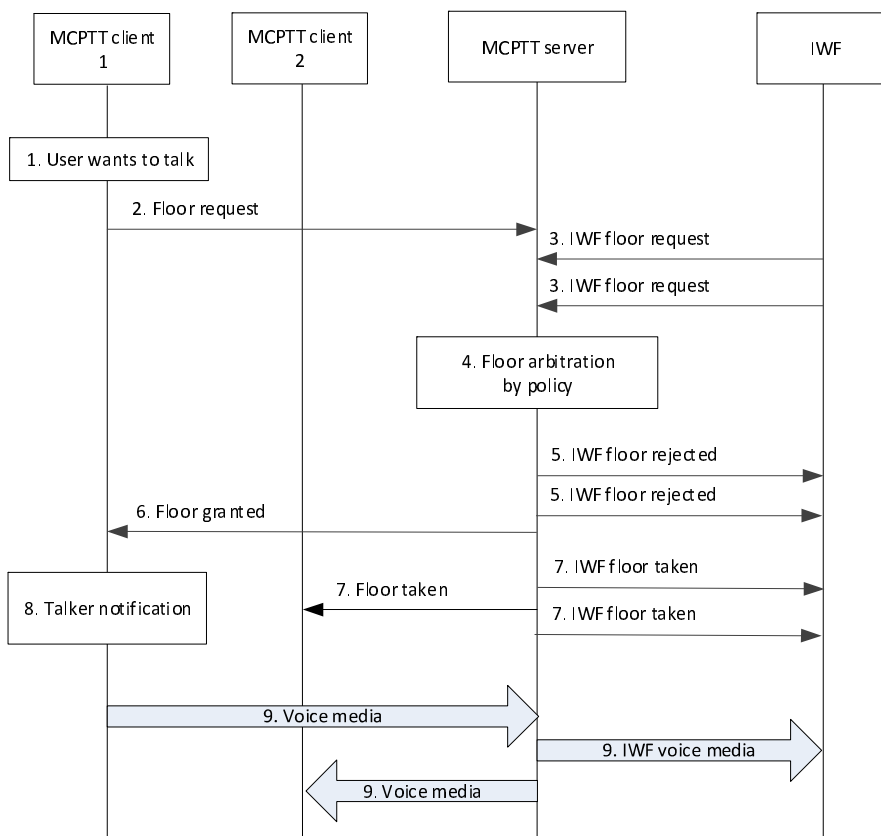 MCPTT client
1
MCPTT client
2
MCPTT server
IWF
1. User wants to talk
2. Floor request
3. IWF floor request
3. IWF floor request
4. Floor arbitration
by policy
5. IWF floor rejected
5. IWF floor rejected
6. Floor granted
7. IWF floor taken
7. Floor taken
7. IWF floor taken
8. Talker notification
9. Voice media
9. IWF voice media
9. Voice media